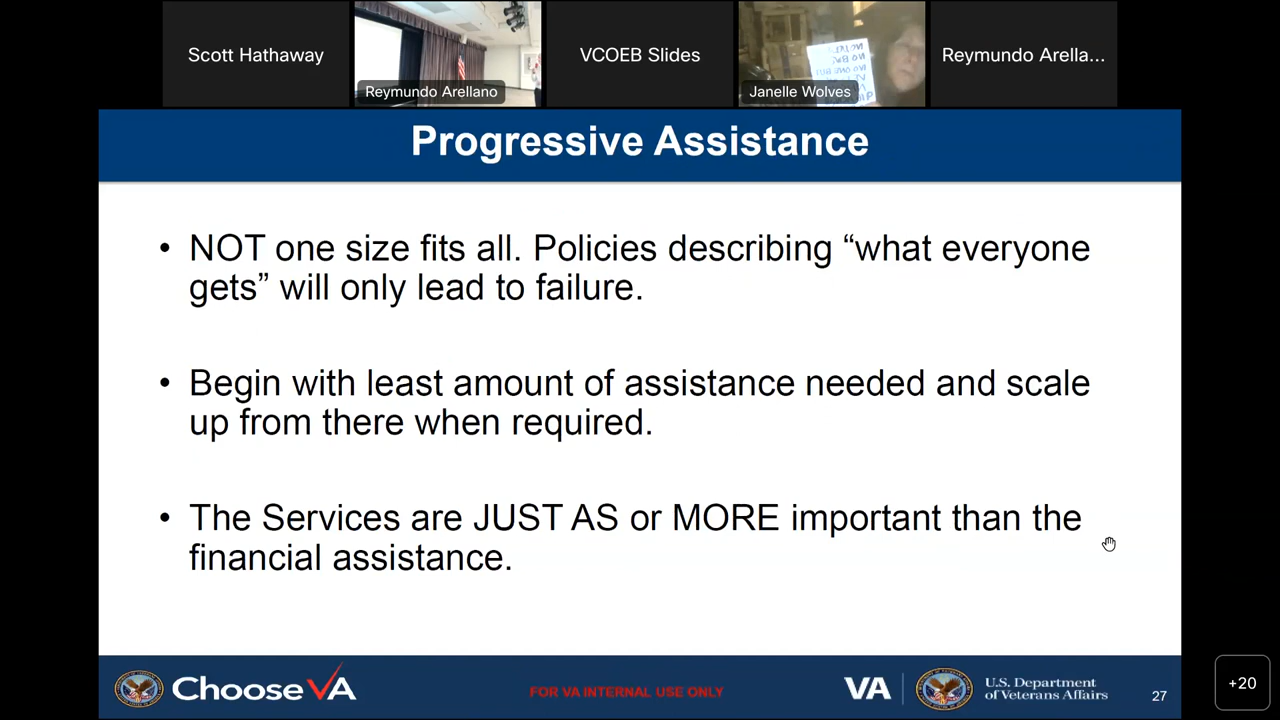 Scott Hathaway
Reymundo Arellano
VCOEB Slides
Janelle Wolves
Reymundo Arella...
Progressive Assistance
• NOT one size fits all. Policies describing “what everyone
gets” will only lead to failure.
• Begin with least amount of assistance needed and scale
up from there when required.
• The Services are JUST AS or MORE important than the
financial assistance.
ChooseVA
FOR VA INTERNAL USE ONLY
VA
U.S. Department
of Veterans Affairs
27
+20